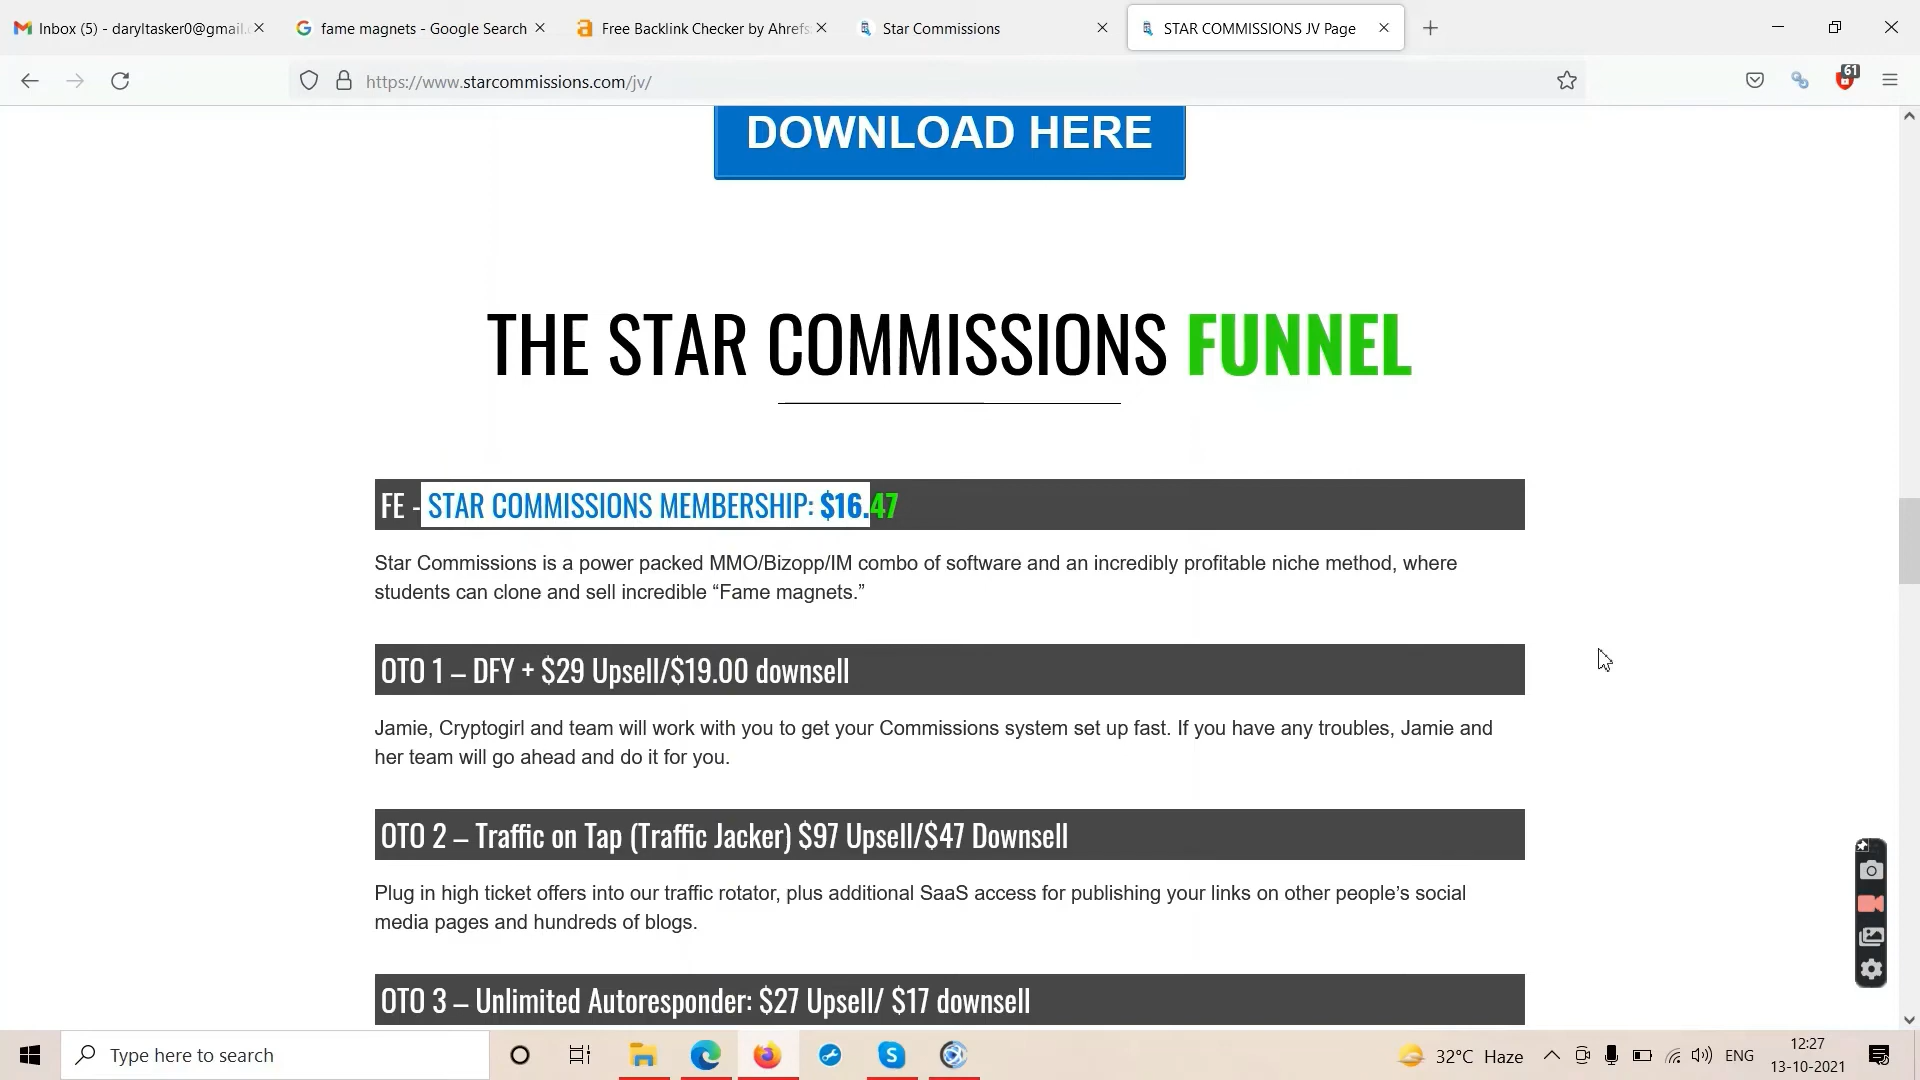 Inbox (5) - daryltasker0@gmail.
fame magnets - Google Search
Free Backlink Checker by Ahrefs
Star Commissions
STAR COMMISSIONS JV Page
https://www.starcommissions.com/jv/
61
DOWNLOAD HERE
THE STAR COMMISSIONS FUNNEL
FE - STAR COMMISSIONS MEMBERSHIP: $16.47
Star Commissions is a power packed MMO/Bizopp/IM combo of software and an incredibly profitable niche method, where
students can clone and sell incredible “Fame magnets.”
OTO 1 – DFY + $29 Upsell/$19.00 downsell
Jamie, Cryptogirl and team will work with you to get your Commissions system set up fast. If you have any troubles, Jamie and
her team will go ahead and do it for you.
OTO 2 – Traffic on Tap (Traffic Jacker) $97 Upsell/$47 Downsell
Plug in high ticket offers into our traffic rotator, plus additional SaaS access for publishing your links on other people’s social
media pages and hundreds of blogs.
OTO 3 – Unlimited Autoresponder: $27 Upsell/ $17 downsell
Type here to search
32°C Haze
ENG
12:27
13-10-2021